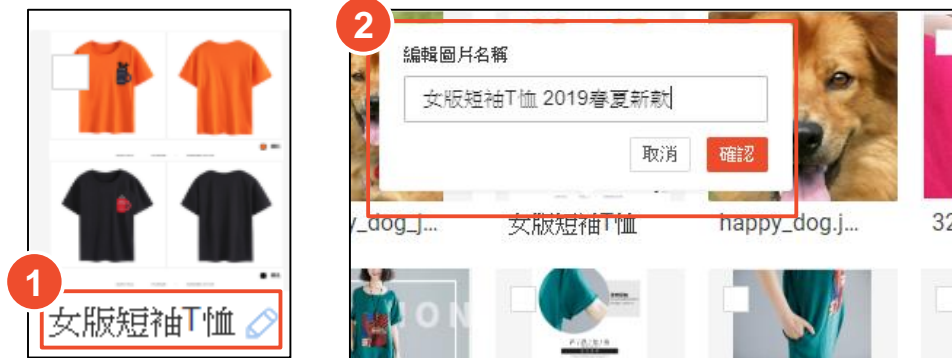 1
女版短袖T恤
2
編輯圖片名稱
女版短袖T恤 2019春夏新款
取消
確認
y_dog_j...
女版短袖T恤
happy_dog.j...
32
JON